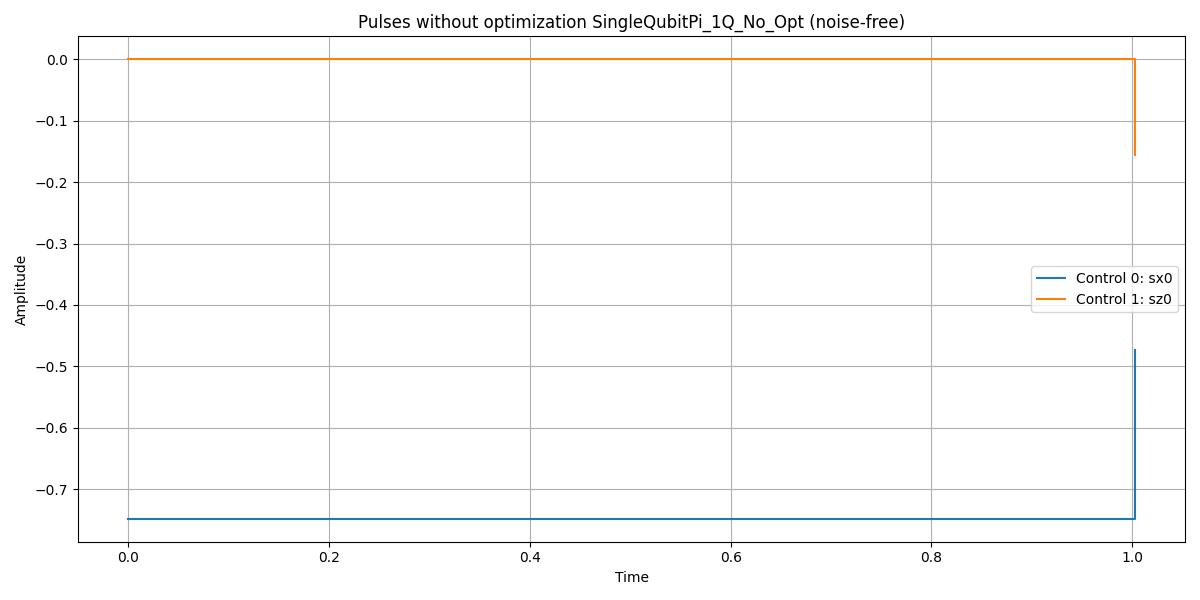 Pulses without optimization SingleQubitPi_1Q_No_Opt (noise-free)
Amplitude
0.0
−0.1
−0.2
−0.3
−0.4
−0.5
−0.6
−0.7
Control 0: sx0
Control 1: sz0
0.0 0.2 0.4 0.6 0.8 1.0
Time